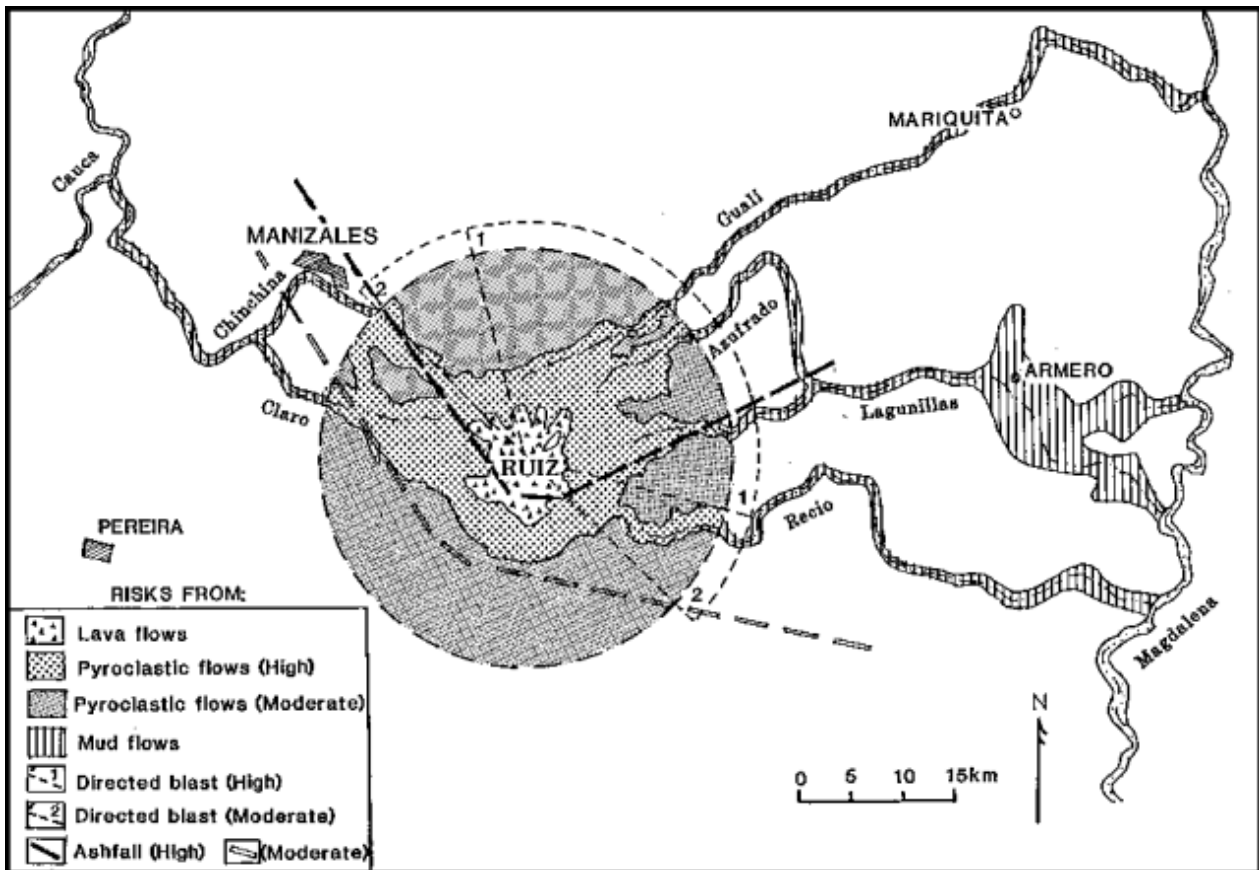 MARIQUITA
Cauca
Guali
MANIZALES
1
2
Chinchina
Azufrado
ARMERO
Lagunillas
Claro
RUIZ
1
Recio
PEREIRA
2
Magdalena
RISKS FROM:
Lava flows
Pyroclastic flows (High)
Pyroclastic flows (Moderate)
Mud flows
1 Directed blast (High)
2 Directed blast (Moderate)
Ashfall (High) (Moderate)
N
0 5 10 15km